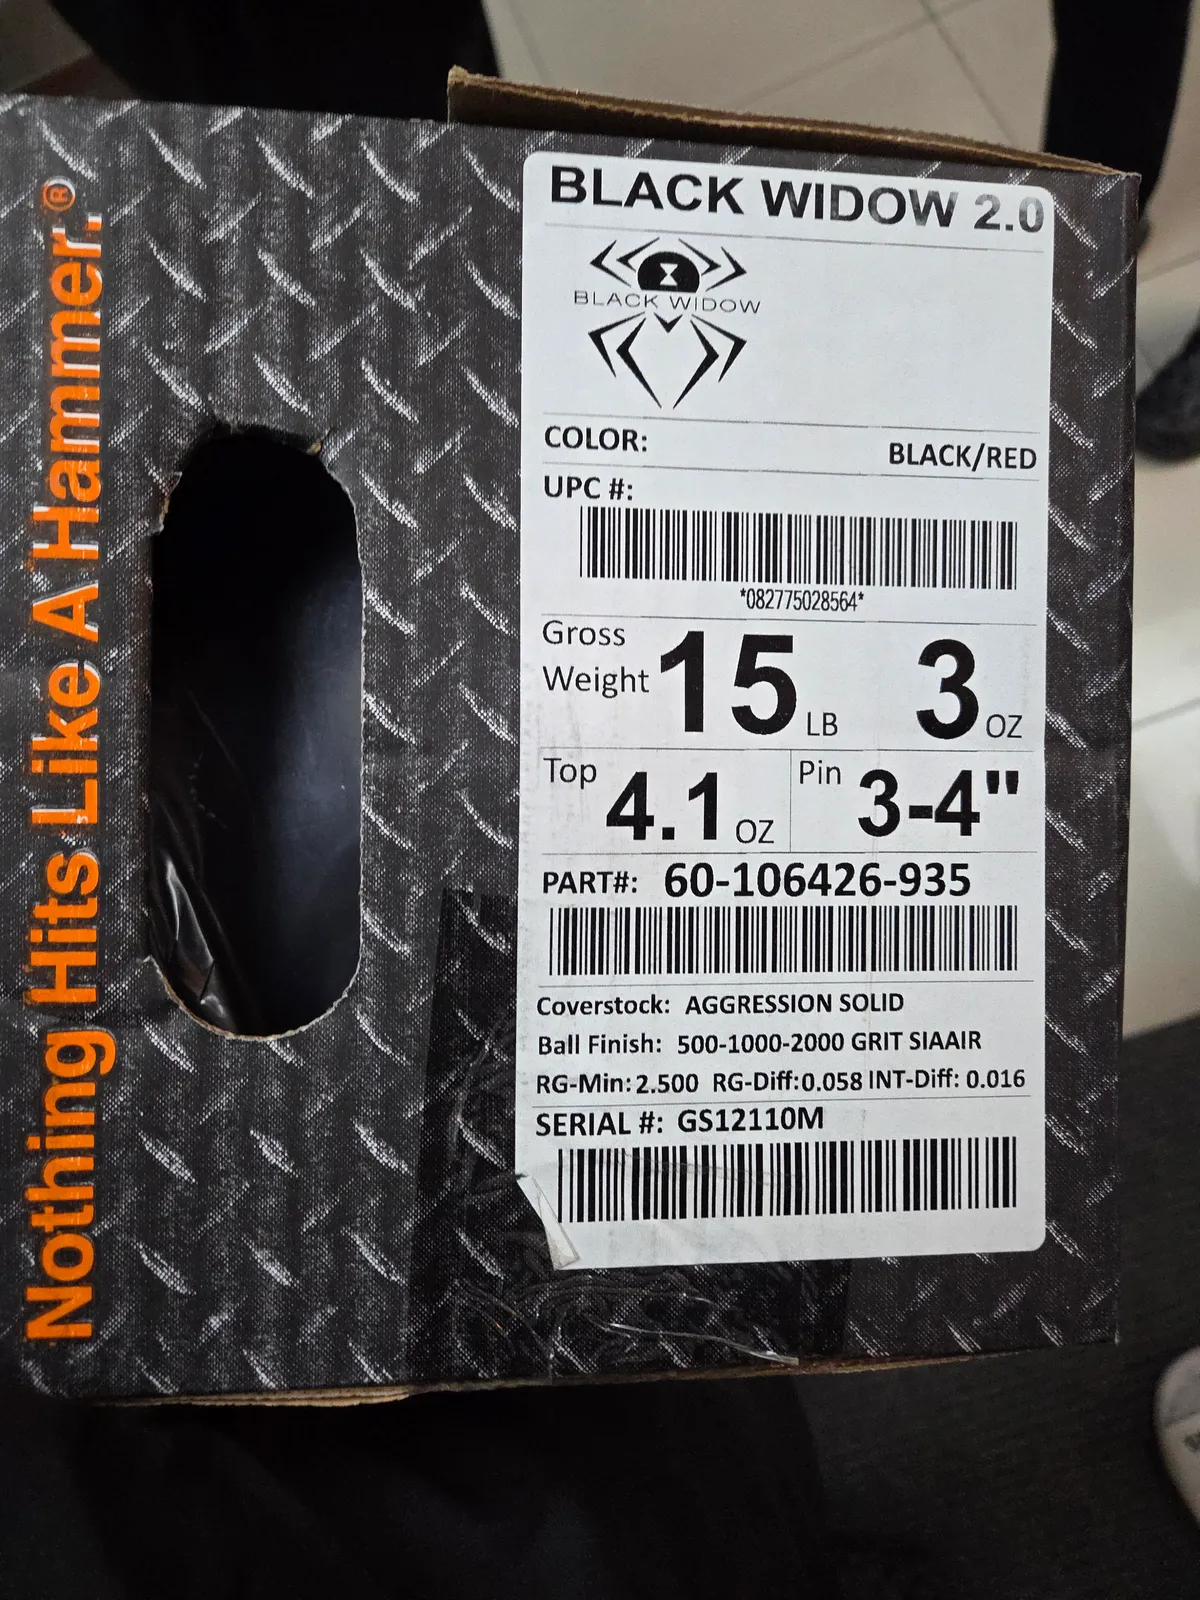 Nothing Hits Like A Hammer.®
BLACK WIDOW 2.0
BLACK WIDOW
COLOR: BLACK/RED
UPC #:
*082775028564*
Gross Weight 15 LB 3 OZ
Top 4.1 OZ Pin 3-4"
PART#: 60-106426-935
Coverstock: AGGRESSION SOLID
Ball Finish: 500-1000-2000 GRIT SIAAIR
RG-Min: 2.500 RG-Diff: 0.058 INT-Diff: 0.016
SERIAL #: GS12110M